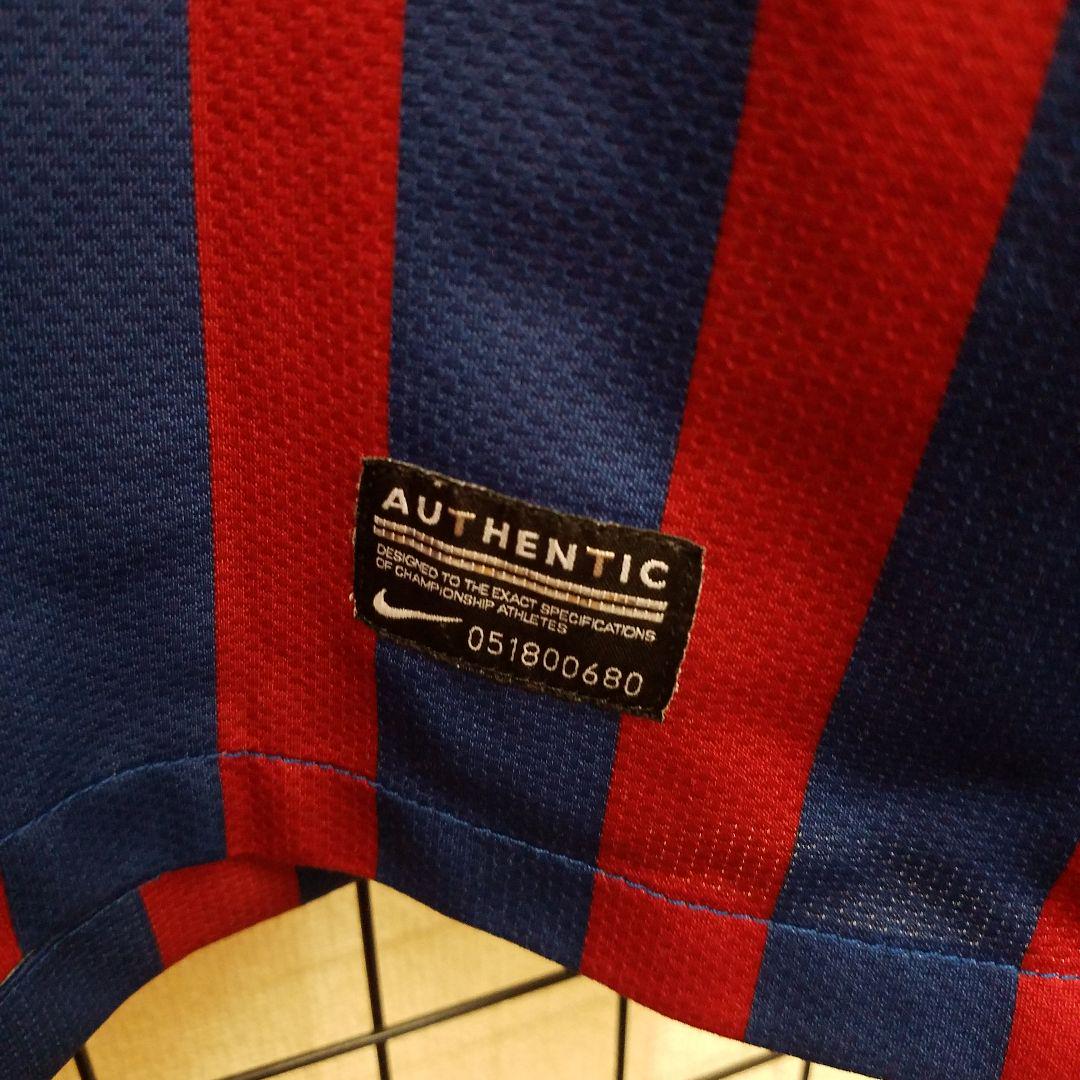 AUTHENTIC
DESIGNED TO THE EXACT SPECIFICATIONS
OF CHAMPIONSHIP ATHLETES
051800680